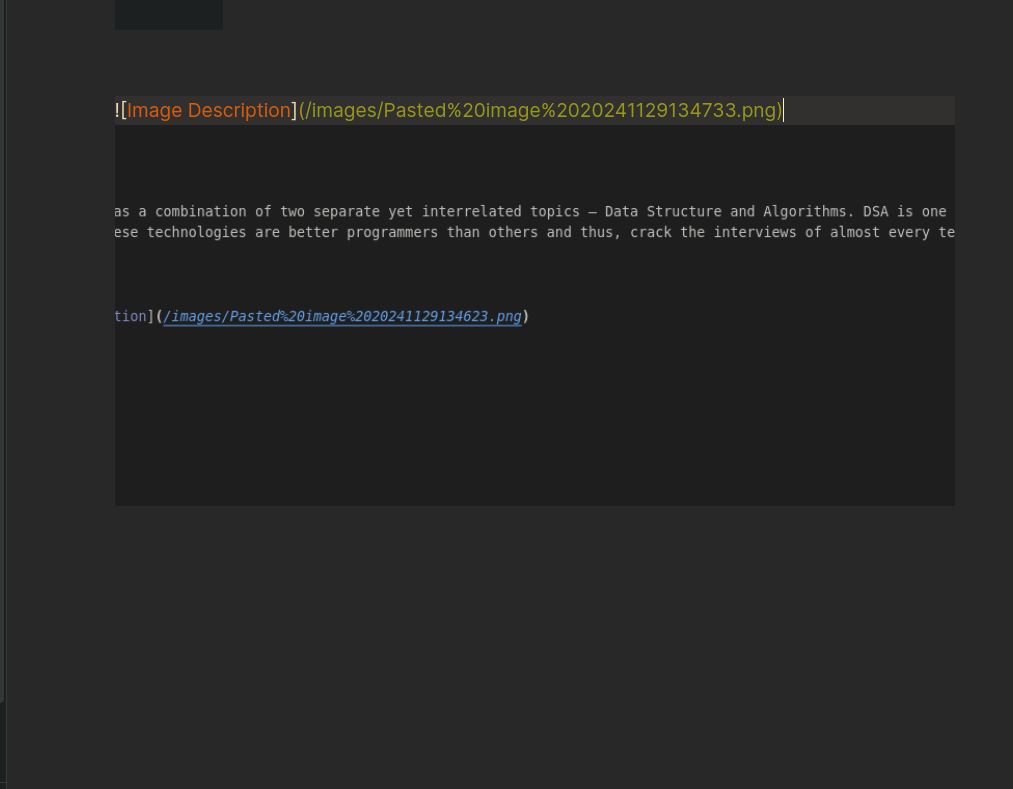 ![Image Description](/images/Pasted%20image%2020241129134733.png)
as a combination of two separate yet interrelated topics – Data Structure and Algorithms. DSA is one
ese technologies are better programmers than others and thus, crack the interviews of almost every te
tion](/images/Pasted%20image%2020241129134623.png)